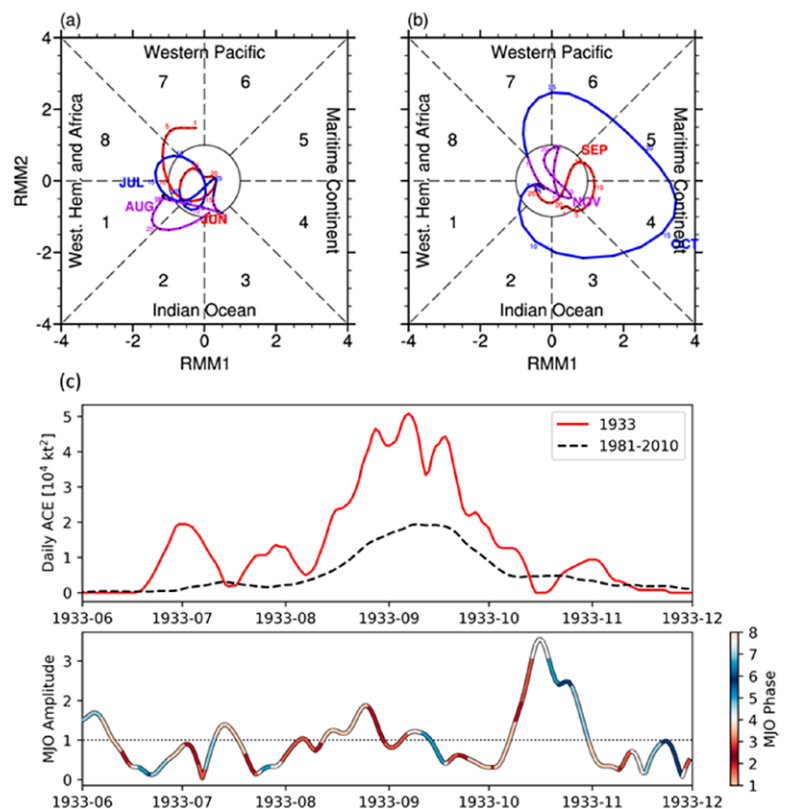 (a)
(b)
Western Pacific
Western Pacific
7
6
7
6
8
5
8
5
West. Hem. and Africa
Maritime Continent
West. Hem. and Africa
Maritime Continent
JUL
AUG
JUN
SEP
NOV
OCT
1
4
1
4
2
3
2
3
Indian Ocean
Indian Ocean
4
2
0
-2
-4
RMM2
4
2
0
-2
-4
-4 -2 0 2 4
-4 -2 0 2 4
RMM1
RMM1
(c)
Daily ACE [10⁴ kt²]
5
4
3
2
1
0
1933
1981-2010
1933-06 1933-07 1933-08 1933-09 1933-10 1933-11 1933-12
MJO Amplitude
3
2
1
0
1933-06 1933-07 1933-08 1933-09 1933-10 1933-11 1933-12
8
7
6
5
4
3
2
1
MJO Phase